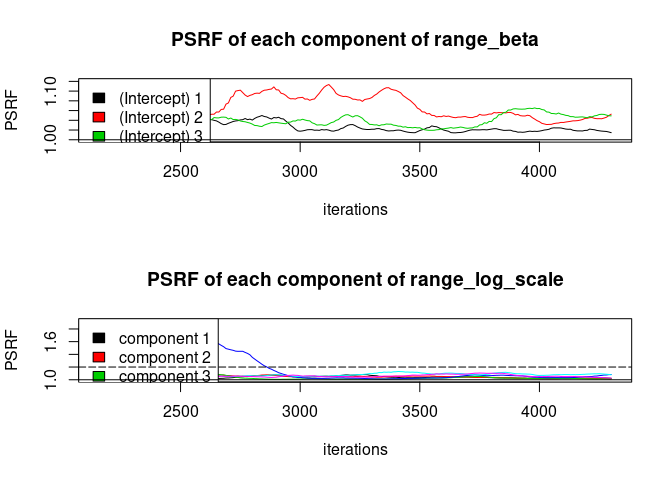 PSRF of each component of range_beta
PSRF
1.00
1.10
(Intercept) 1
(Intercept) 2
(Intercept) 3
2500
3000
3500
4000
iterations
PSRF of each component of range_log_scale
PSRF
1.0
1.6
component 1
component 2
component 3
2500
3000
3500
4000
iterations